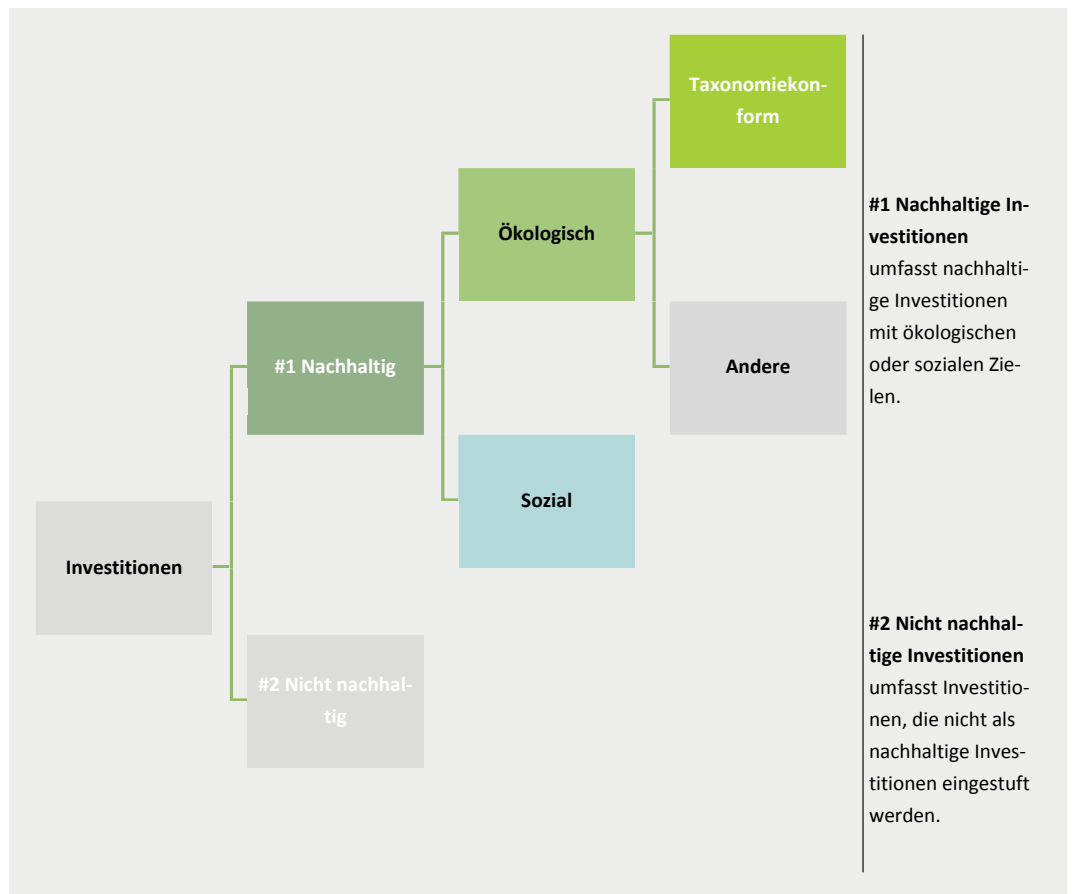 Taxonomiekon-
form
Ökologisch
#1 Nachhaltig
Andere
Sozial
Investitionen
#2 Nicht nachhal-
tig
#1 Nachhaltige In-
vestitionen
umfasst nachhalti-
ge Investitionen
mit ökologischen
oder sozialen Zie-
len.
#2 Nicht nachhal-
tige Investitionen
umfasst Investitio-
nen, die nicht als
nachhaltige Inves-
titionen eingestuft
werden.